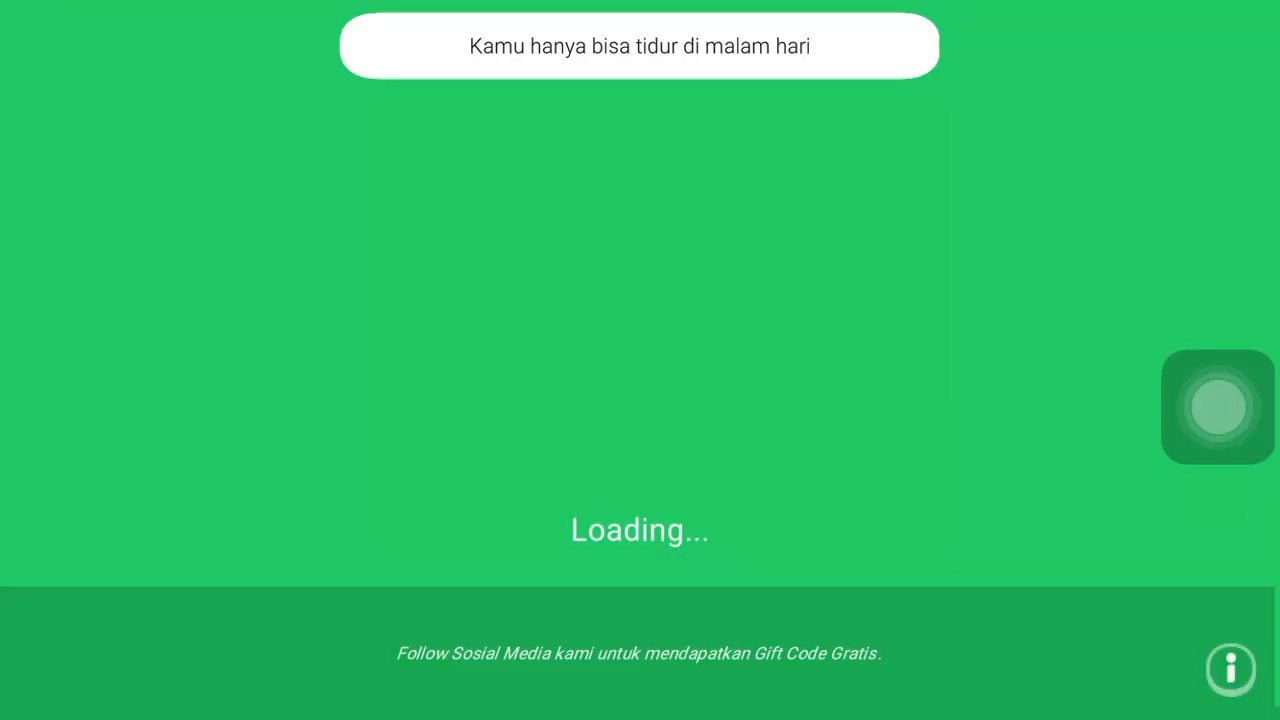 Kamu hanya bisa tidur di malam hari
Loading...
Follow Sosial Media kami untuk mendapatkan Gift Code Gratis.